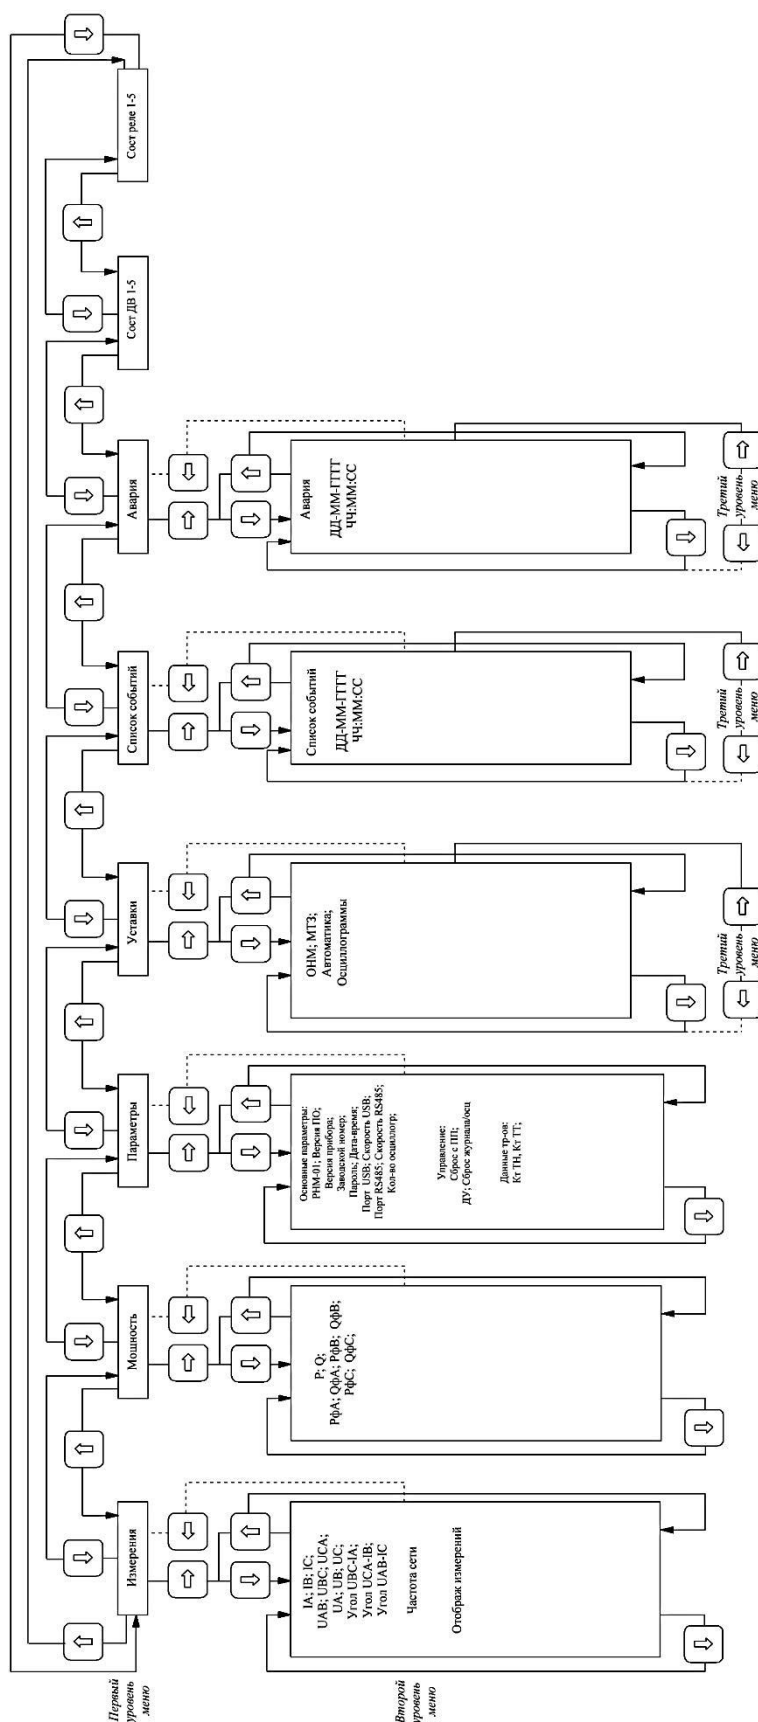 Первый
уровень
меню
Измерения
Мошность
Параметры
Уставки
Список событий
Авария
Сост ДВ 1-5
Сост реле 1-5
Второй
уровень
меню
IA; IB; IC;
UAB; UBC; UCA;
UA; UB; UC;
Угол UBC-IA;
Угол UCA-IB;
Угол UAB-IC
Частота сети
Отображ измерений
P; Q;
PфA; QфA; PфB; QфB;
PфC; QфC;
Основные параметры:
РНМ-01; Версия ПО;
Версия прибора;
Заводской номер;
Пароль; Дата-время;
Порт USB; Скорость USB;
Порт RS485; Скорость RS485;
Кол-во осциллогр;
Управление:
Сброс с ПП;
ДУ; Сброс журнала/осц
Данные тр-ов:
Кт ТН, Кт ТТ;
ОНМ; МТЗ;
Автоматика;
Осциллограммы
Список событий
ДД-ММ-ГГГГ
ЧЧ:ММ:СС
Авария
ДД-ММ-ГГГГ
ЧЧ:ММ:СС
Третий
уровень
меню
Третий
уровень
меню
Третий
уровень
меню